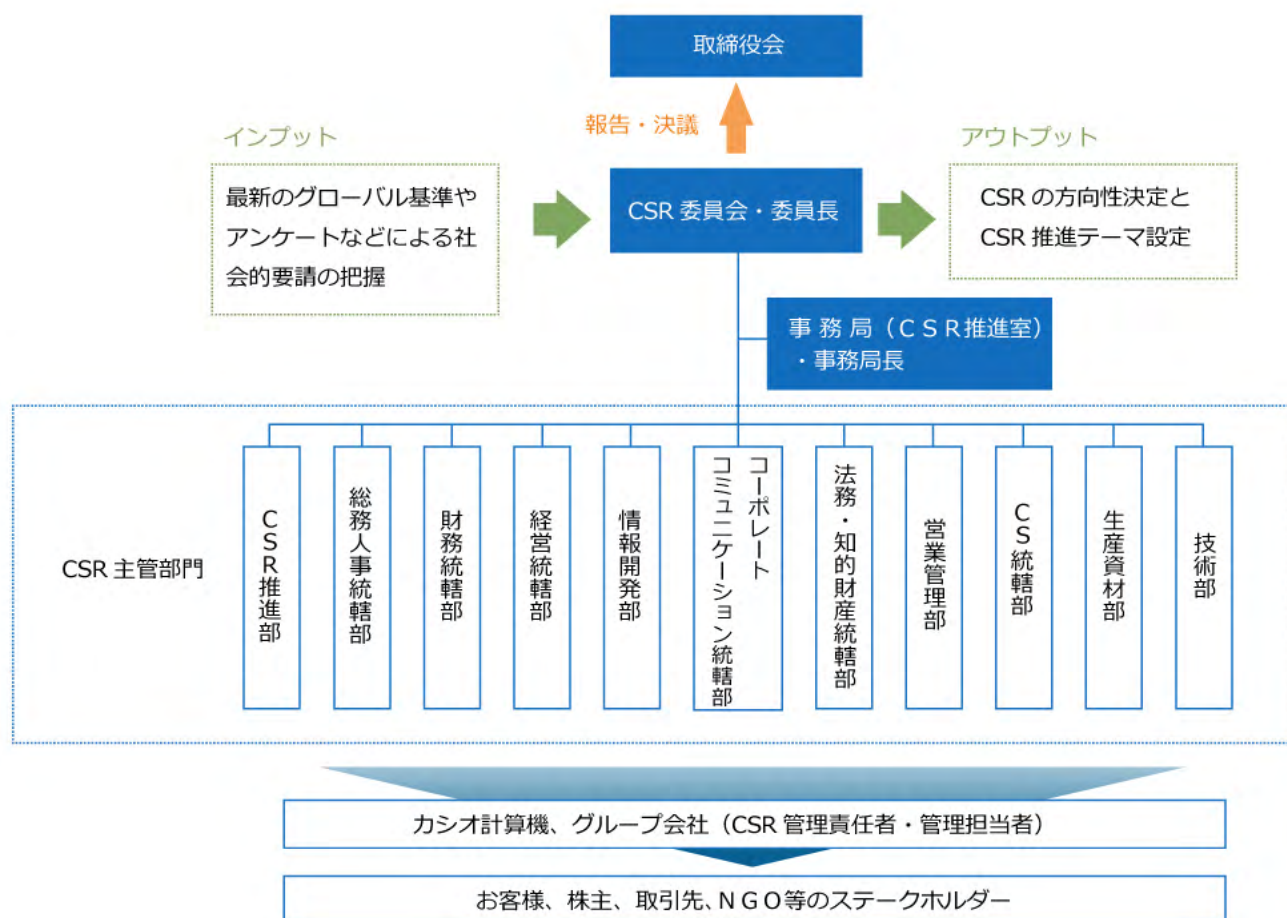 取締役会
報告・決議
インプット
最新のグローバル基準や
アンケートなどによる社
会的要請の把握
CSR 委員会・委員長
アウトプット
CSR の方向性決定と
CSR 推進テーマ設定
事 務 局（ＣＳＲ推進室）
・事務局長
CSR 主管部門
ＣＳＲ推進部
総務人事統轄部
財務統轄部
経営統轄部
情報開発部
コーポレート
コミュニケーション統轄部
法務・知的財産統轄部
営業管理部
ＣＳ統轄部
生産資材部
技術部
カシオ計算機、グループ会社（CSR 管理責任者・管理担当者）
お客様、株主、取引先、ＮＧＯ等のステークホルダー